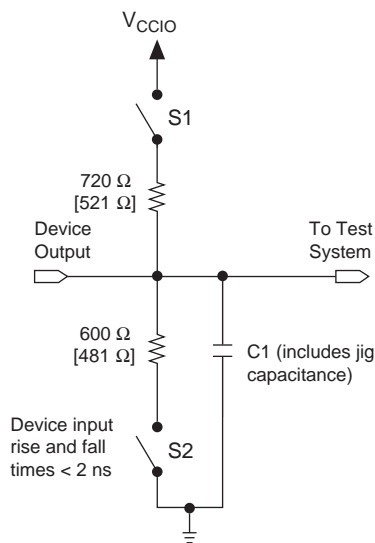 VCCIO
S1
720 Ω
[521 Ω]
Device
Output
To Test
System
600 Ω
[481 Ω]
C1 (includes jig
capacitance)
Device input
rise and fall
times < 2 ns
S2